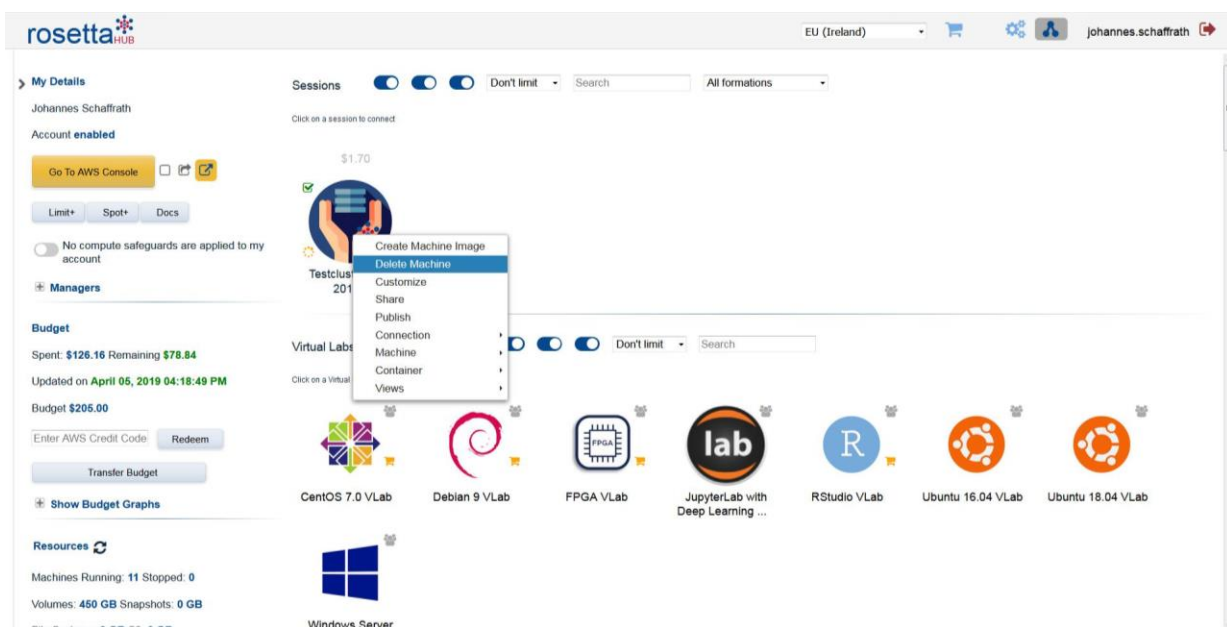 rosettaHUB
EU (Ireland)
johannes.schaffrath
My Details
Johannes Schaffrath
Account enabled
Go To AWS Console
Limit+ Spot+ Docs
No compute safeguards are applied to my
account
Managers
Budget
Spent: $126.16 Remaining $78.84
Updated on April 05, 2019 04:18:49 PM
Budget $205.00
Enter AWS Credit Code Redeem
Transfer Budget
Show Budget Graphs
Resources
Machines Running: 11 Stopped: 0
Volumes: 450 GB Snapshots: 0 GB
Sessions Don't limit Search All formations
Click on a session to connect
$1.70
Testclus
201
Create Machine Image
Delete Machine
Customize
Share
Publish
Connection
Machine
Container
Views
Virtual Labs Don't limit Search
Click on a Virtual
FPGA
lab
R
CentOS 7.0 VLab
Debian 9 VLab
FPGA VLab
JupyterLab with
Deep Learning ...
RStudio VLab
Ubuntu 16.04 VLab
Ubuntu 18.04 VLab
Windows Server